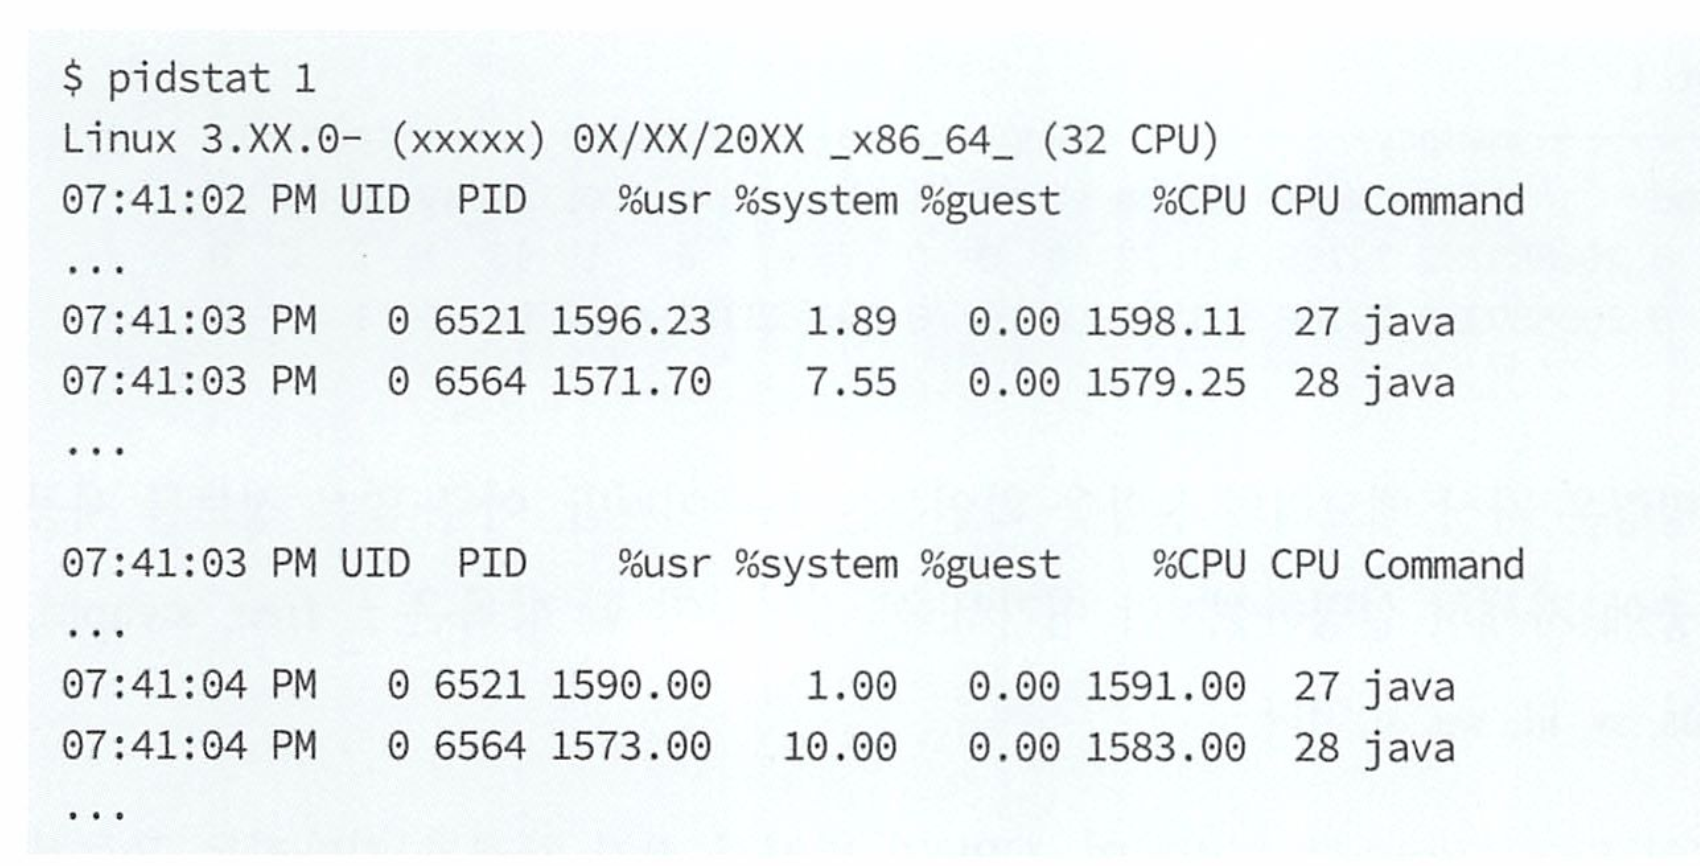 $ pidstat 1
Linux 3.XX.0- (xxxxx) 0X/XX/20XX _x86_64_ (32 CPU)
07:41:02 PM UID PID %usr %system %guest %CPU CPU Command
...
07:41:03 PM 0 6521 1596.23 1.89 0.00 1598.11 27 java
07:41:03 PM 0 6564 1571.70 7.55 0.00 1579.25 28 java
...
07:41:03 PM UID PID %usr %system %guest %CPU CPU Command
...
07:41:04 PM 0 6521 1590.00 1.00 0.00 1591.00 27 java
07:41:04 PM 0 6564 1573.00 10.00 0.00 1583.00 28 java
...